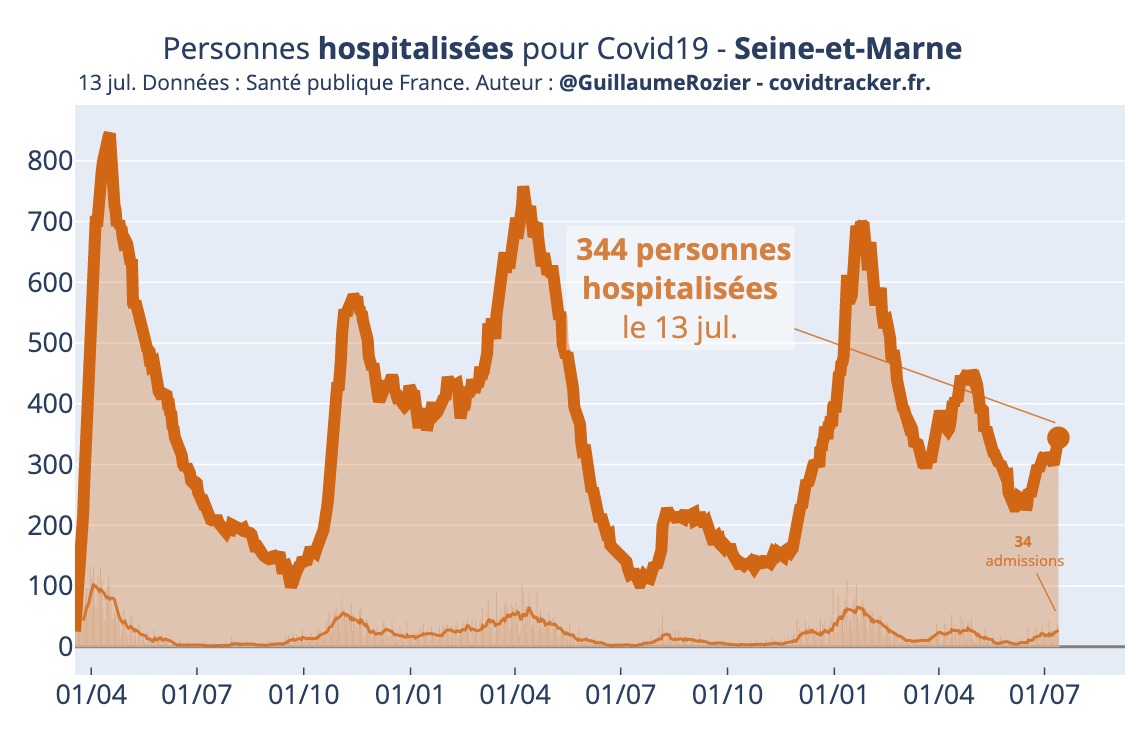 Personnes hospitalisées pour Covid19 - Seine-et-Marne
13 jul. Données : Santé publique France. Auteur : @GuillaumeRozier - covidtracker.fr.
800
700
600
500
400
300
200
100
0
344 personnes
hospitalisées
le 13 jul.
34
admissions
01/04 01/07 01/10 01/01 01/04 01/07 01/10 01/01 01/04 01/07